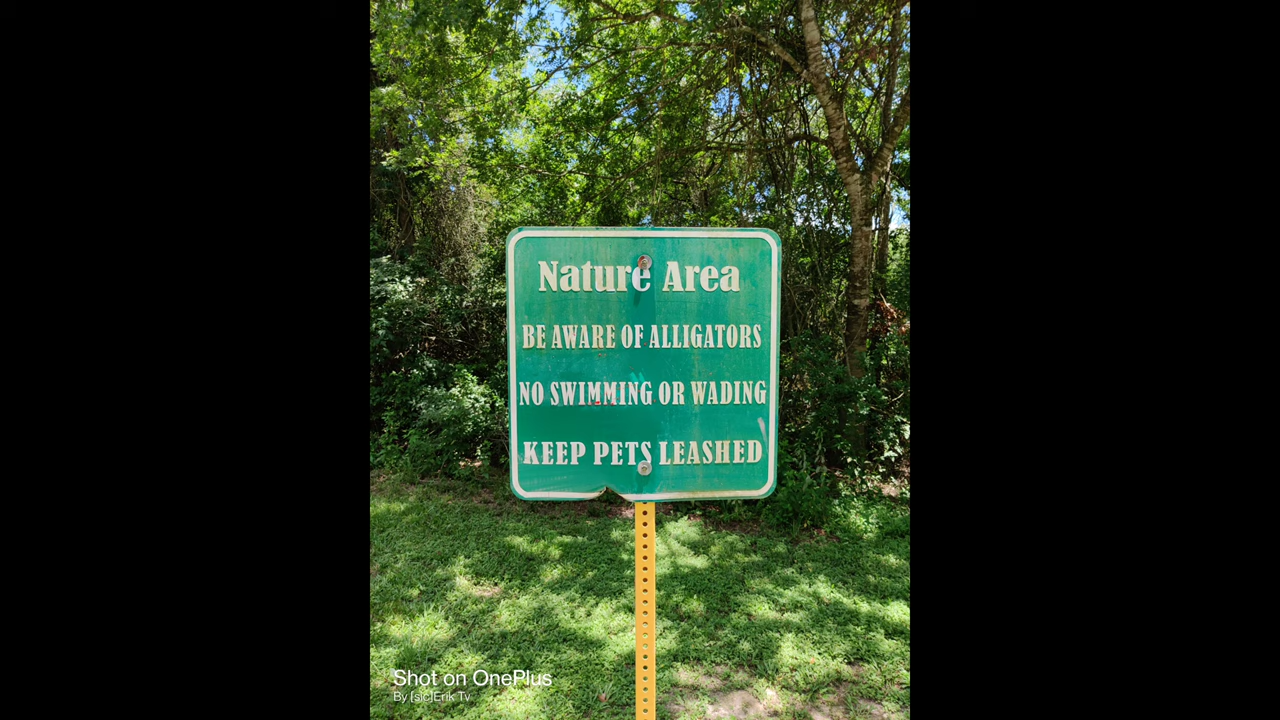 Nature Area
BE AWARE OF ALLIGATORS
NO SWIMMING OR WADING
KEEP PETS LEASHED
Shot on OnePlus
By [sic]Erik Tv